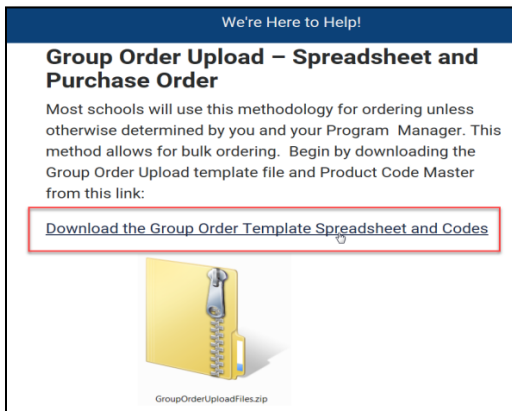 We're Here to Help!
Group Order Upload – Spreadsheet and
Purchase Order
Most schools will use this methodology for ordering unless
otherwise determined by you and your Program Manager. This
method allows for bulk ordering. Begin by downloading the
Group Order Upload template file and Product Code Master
from this link:
Download the Group Order Template Spreadsheet and Codes
GroupOrderUploadFiles.zip